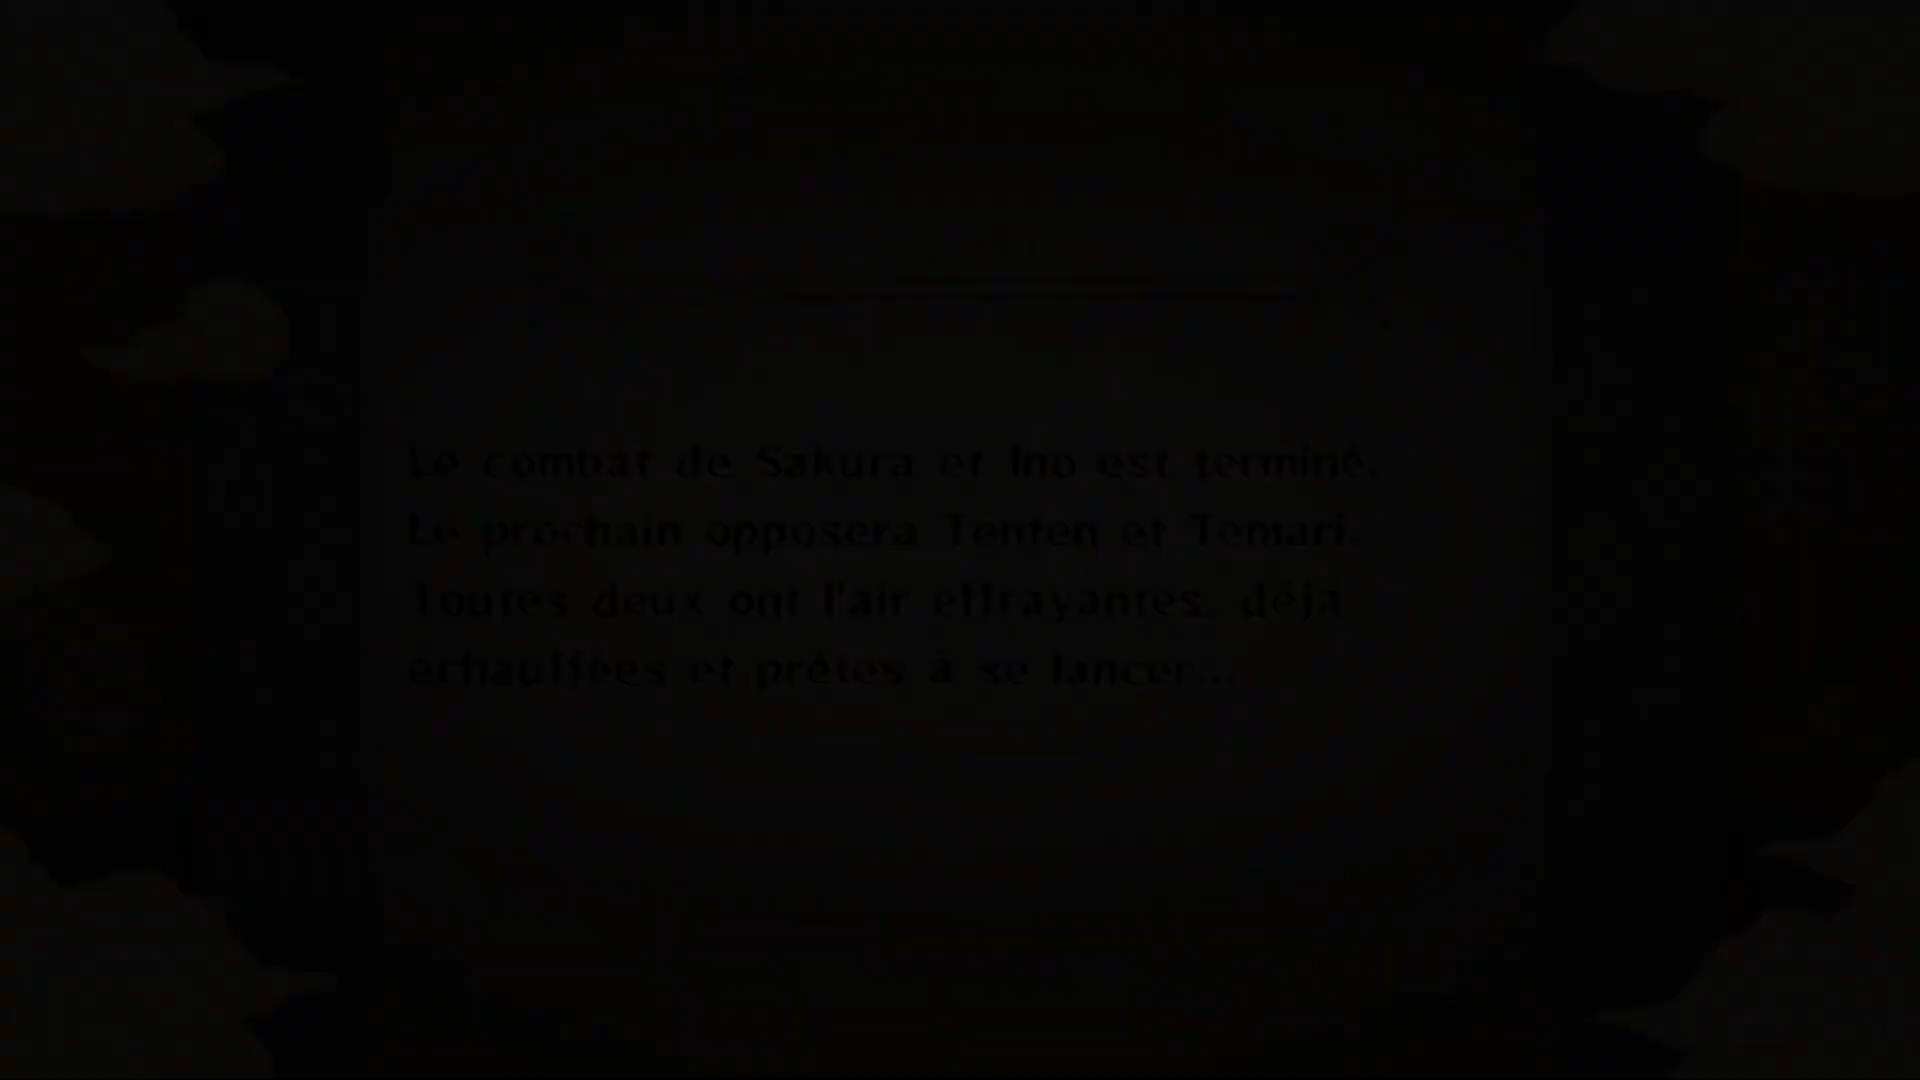 Le combat de Sakura et Ino est terminé.
Le prochain opposera Tenten et Temari.
Toutes deux ont l'air effrayantes, déjà
échauffées et prêtes à se lancer...